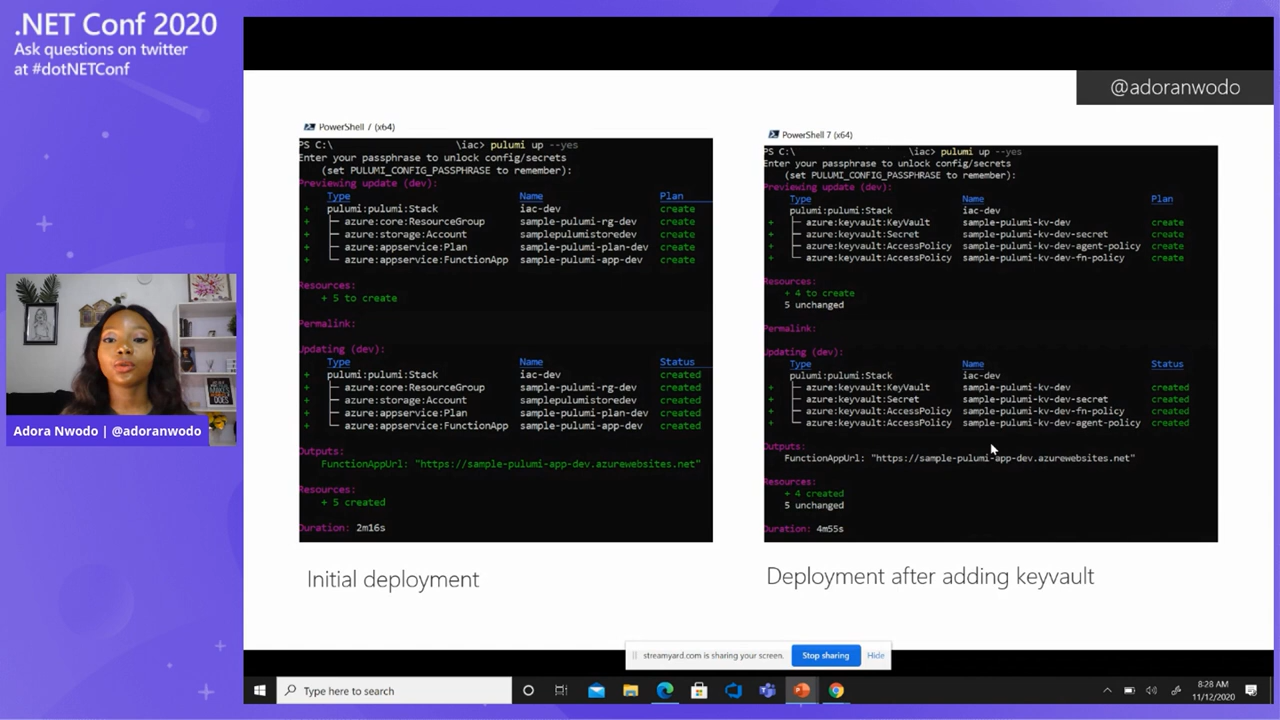 .NET Conf 2020
Ask questions on twitter
at #dotNETConf
@adoranwodo
PowerShell 7 (x64)
PS C:\ \iac> pulumi up --yes
Enter your passphrase to unlock config/secrets
(set PULUMI_CONFIG_PASSPHRASE to remember):
Previewing update (dev):
Type Name Plan
+ pulumi:pulumi:Stack iac-dev create
+ ├─ azure:core:ResourceGroup sample-pulumi-rg-dev create
+ ├─ azure:storage:Account samplepulumistoredev create
+ ├─ azure:appservice:Plan sample-pulumi-plan-dev create
+ └─ azure:appservice:FunctionApp sample-pulumi-app-dev create
Resources:
+ 5 to create
Permalink:
Updating (dev):
Type Name Status
+ pulumi:pulumi:Stack iac-dev created
+ ├─ azure:core:ResourceGroup sample-pulumi-rg-dev created
+ ├─ azure:storage:Account samplepulumistoredev created
+ ├─ azure:appservice:Plan sample-pulumi-plan-dev created
+ └─ azure:appservice:FunctionApp sample-pulumi-app-dev created
Outputs:
FunctionAppUrl: "https://sample-pulumi-app-dev.azurewebsites.net"
Resources:
+ 5 created
Duration: 2m16s
Initial deployment
PowerShell 7 (x64)
PS C:\ \iac> pulumi up --yes
Enter your passphrase to unlock config/secrets
(set PULUMI_CONFIG_PASSPHRASE to remember):
Previewing update (dev):
Type Name Plan
pulumi:pulumi:Stack iac-dev
+ ├─ azure:keyvault:KeyVault sample-pulumi-kv-dev create
+ ├─ azure:keyvault:Secret sample-pulumi-kv-dev-secret create
+ ├─ azure:keyvault:AccessPolicy sample-pulumi-kv-dev-agent-policy create
+ └─ azure:keyvault:AccessPolicy sample-pulumi-kv-dev-fn-policy create
Resources:
+ 4 to create
5 unchanged
Permalink:
Updating (dev):
Type Name Status
pulumi:pulumi:Stack iac-dev
+ ├─ azure:keyvault:KeyVault sample-pulumi-kv-dev created
+ ├─ azure:keyvault:Secret sample-pulumi-kv-dev-secret created
+ ├─ azure:keyvault:AccessPolicy sample-pulumi-kv-dev-fn-policy created
+ └─ azure:keyvault:AccessPolicy sample-pulumi-kv-dev-agent-policy created
Outputs:
FunctionAppUrl: "https://sample-pulumi-app-dev.azurewebsites.net"
Resources:
+ 4 created
5 unchanged
Duration: 4m55s
Deployment after adding keyvault
Adora Nwodo | @adoranwodo
streamyard.com is sharing your screen.
Stop sharing
Hide
Type here to search
8:28 AM
11/12/2020